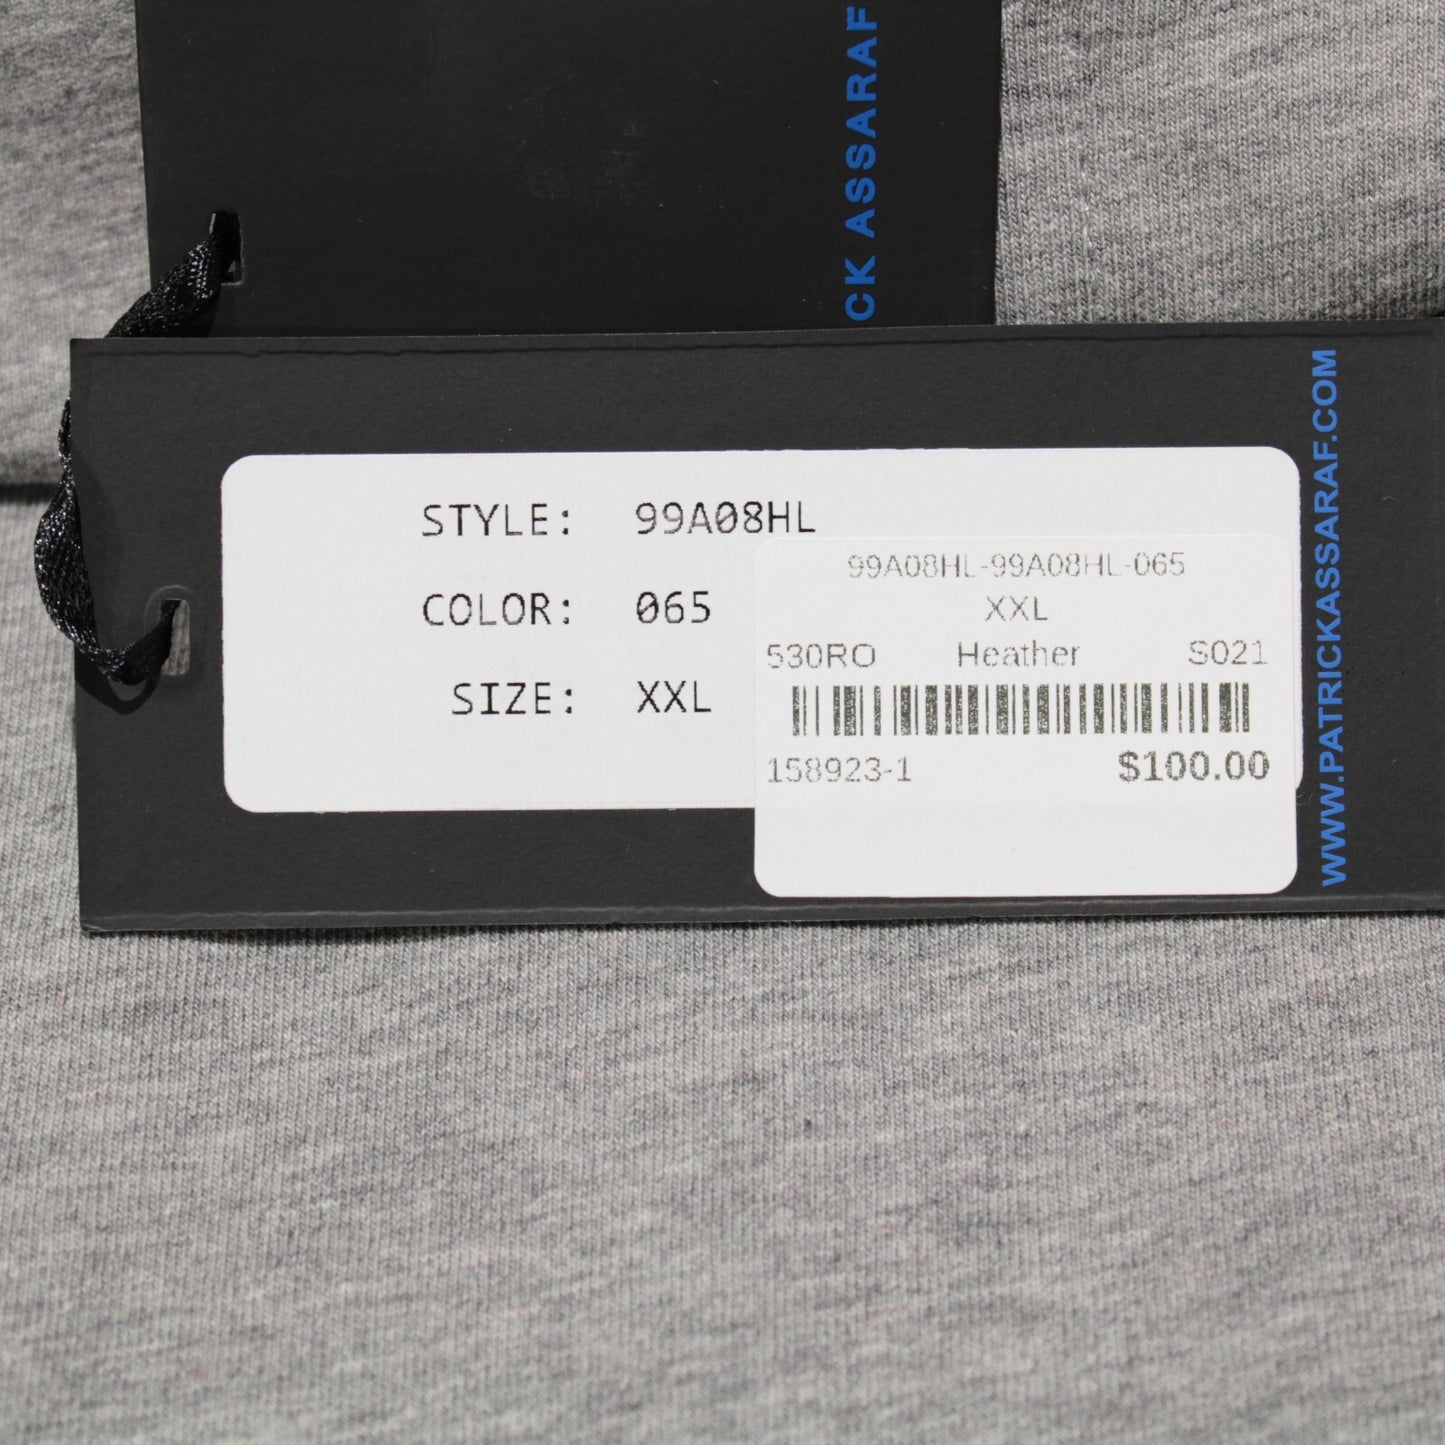 CK ASSARAF
STYLE: 99A08HL
COLOR: 065
SIZE: XXL
99A08HL-99A08HL-065
XXL
530RO Heather S021
158923-1 $100.00
WWW.PATRICKASSARAF.COM